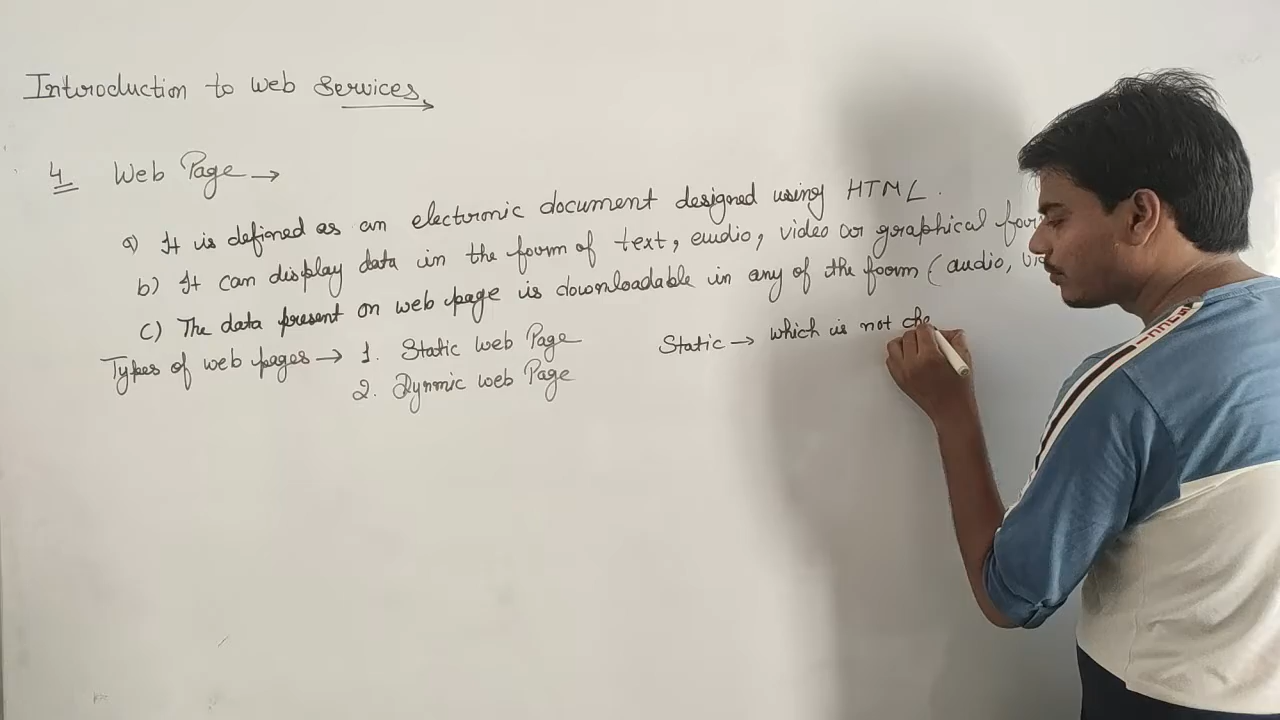 Introduction to web Services
4 Web Page →
a) It is defined as an electronic document designed using HTML.
b) It can display data in the form of text, audio, video or graphical for
c) The data present on web page is downloadable in any of the form (audio, vi
Types of web pages → 1. Static web Page
2. Dynmic web Page
Static → which is not cha